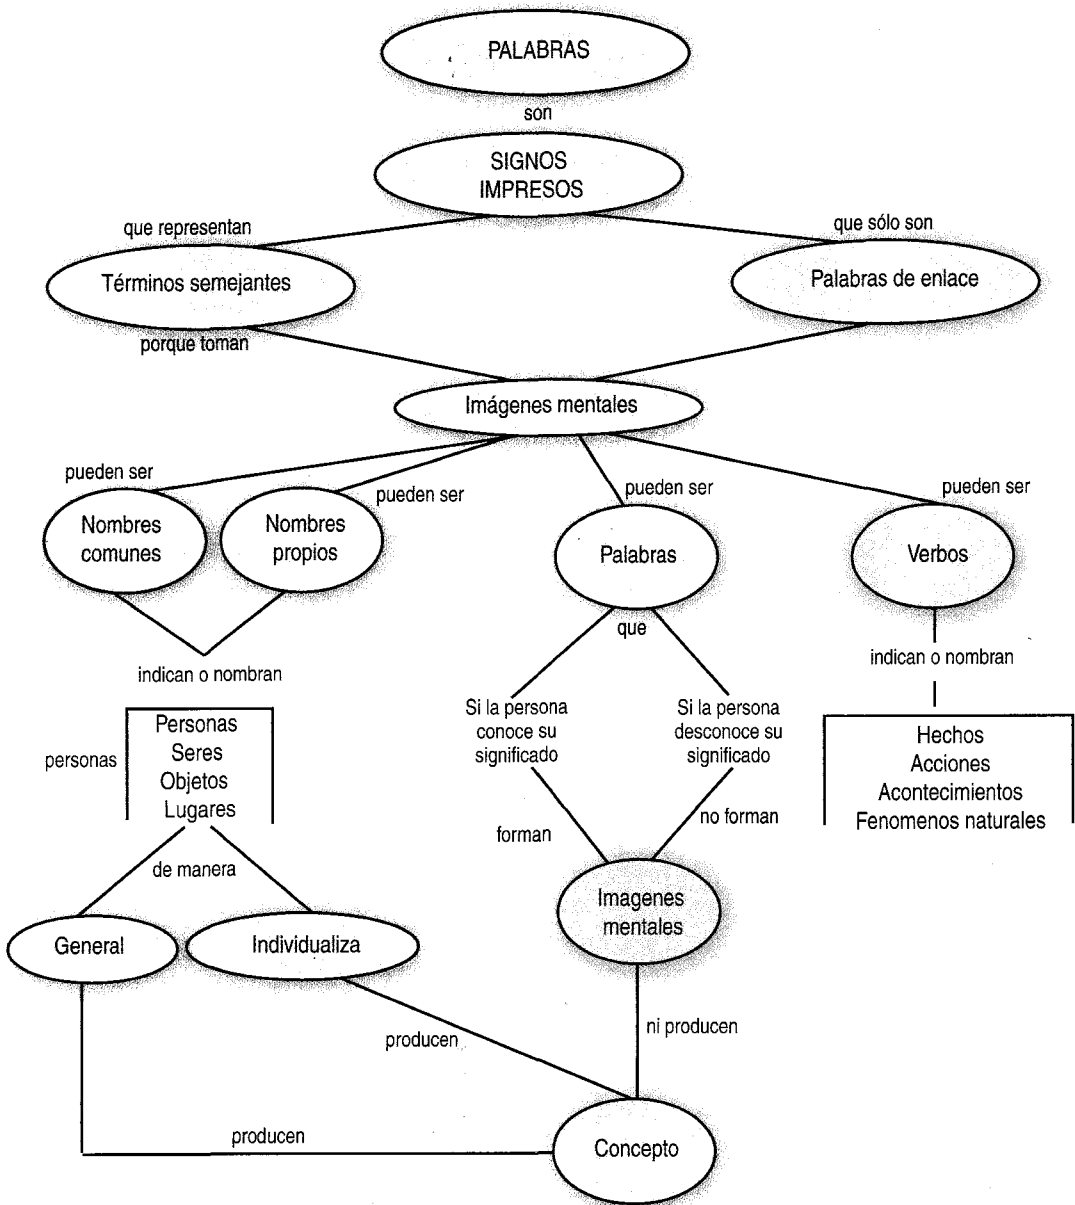 PALABRAS
son
SIGNOS
IMPRESOS
que representan
que sólo son
Términos semejantes
Palabras de enlace
porque toman
Imágenes mentales
pueden ser
pueden ser
pueden ser
pueden ser
Nombres
comunes
Nombres
propios
Palabras
Verbos
indican o nombran
que
indican o nombran
personas
Personas
Seres
Objetos
Lugares
Si la persona
conoce su
significado
Si la persona
desconoce su
significado
Hechos
Acciones
Acontecimientos
Fenomenos naturales
de manera
forman
no forman
General
Individualiza
Imagenes
mentales
producen
ni producen
producen
Concepto